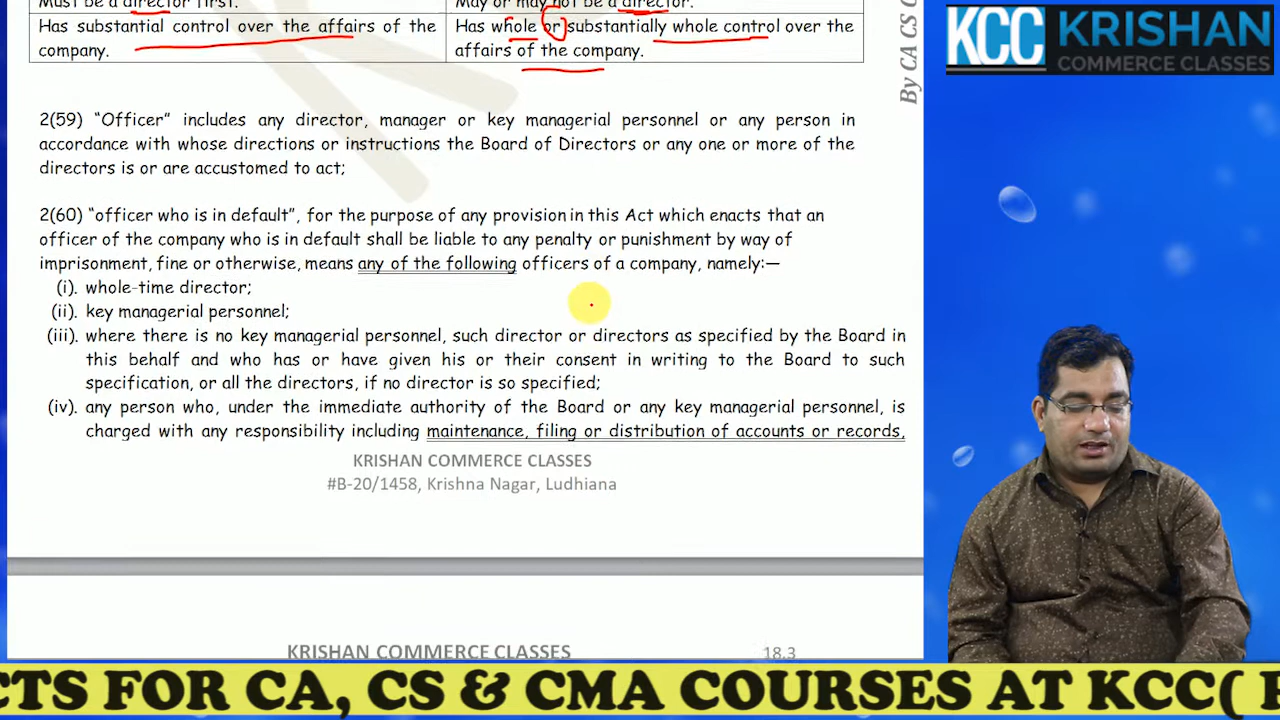 Must be a director first.
May or may not be a director.
Has substantial control over the affairs of the company.
Has whole or substantially whole control over the affairs of the company.
By CA CS C
KCC KRISHAN
COMMERCE CLASSES
2(59) “Officer” includes any director, manager or key managerial personnel or any person in
accordance with whose directions or instructions the Board of Directors or any one or more of the
directors is or are accustomed to act;
2(60) “officer who is in default”, for the purpose of any provision in this Act which enacts that an
officer of the company who is in default shall be liable to any penalty or punishment by way of
imprisonment, fine or otherwise, means any of the following officers of a company, namely:—
(i). whole-time director;
(ii). key managerial personnel;
(iii). where there is no key managerial personnel, such director or directors as specified by the Board in
this behalf and who has or have given his or their consent in writing to the Board to such
specification, or all the directors, if no director is so specified;
(iv). any person who, under the immediate authority of the Board or any key managerial personnel, is
charged with any responsibility including maintenance, filing or distribution of accounts or records,
KRISHAN COMMERCE CLASSES
#B-20/1458, Krishna Nagar, Ludhiana
KRISHAN COMMERCE CLASSES
18.3
CTS FOR CA, CS & CMA COURSES AT KCC(